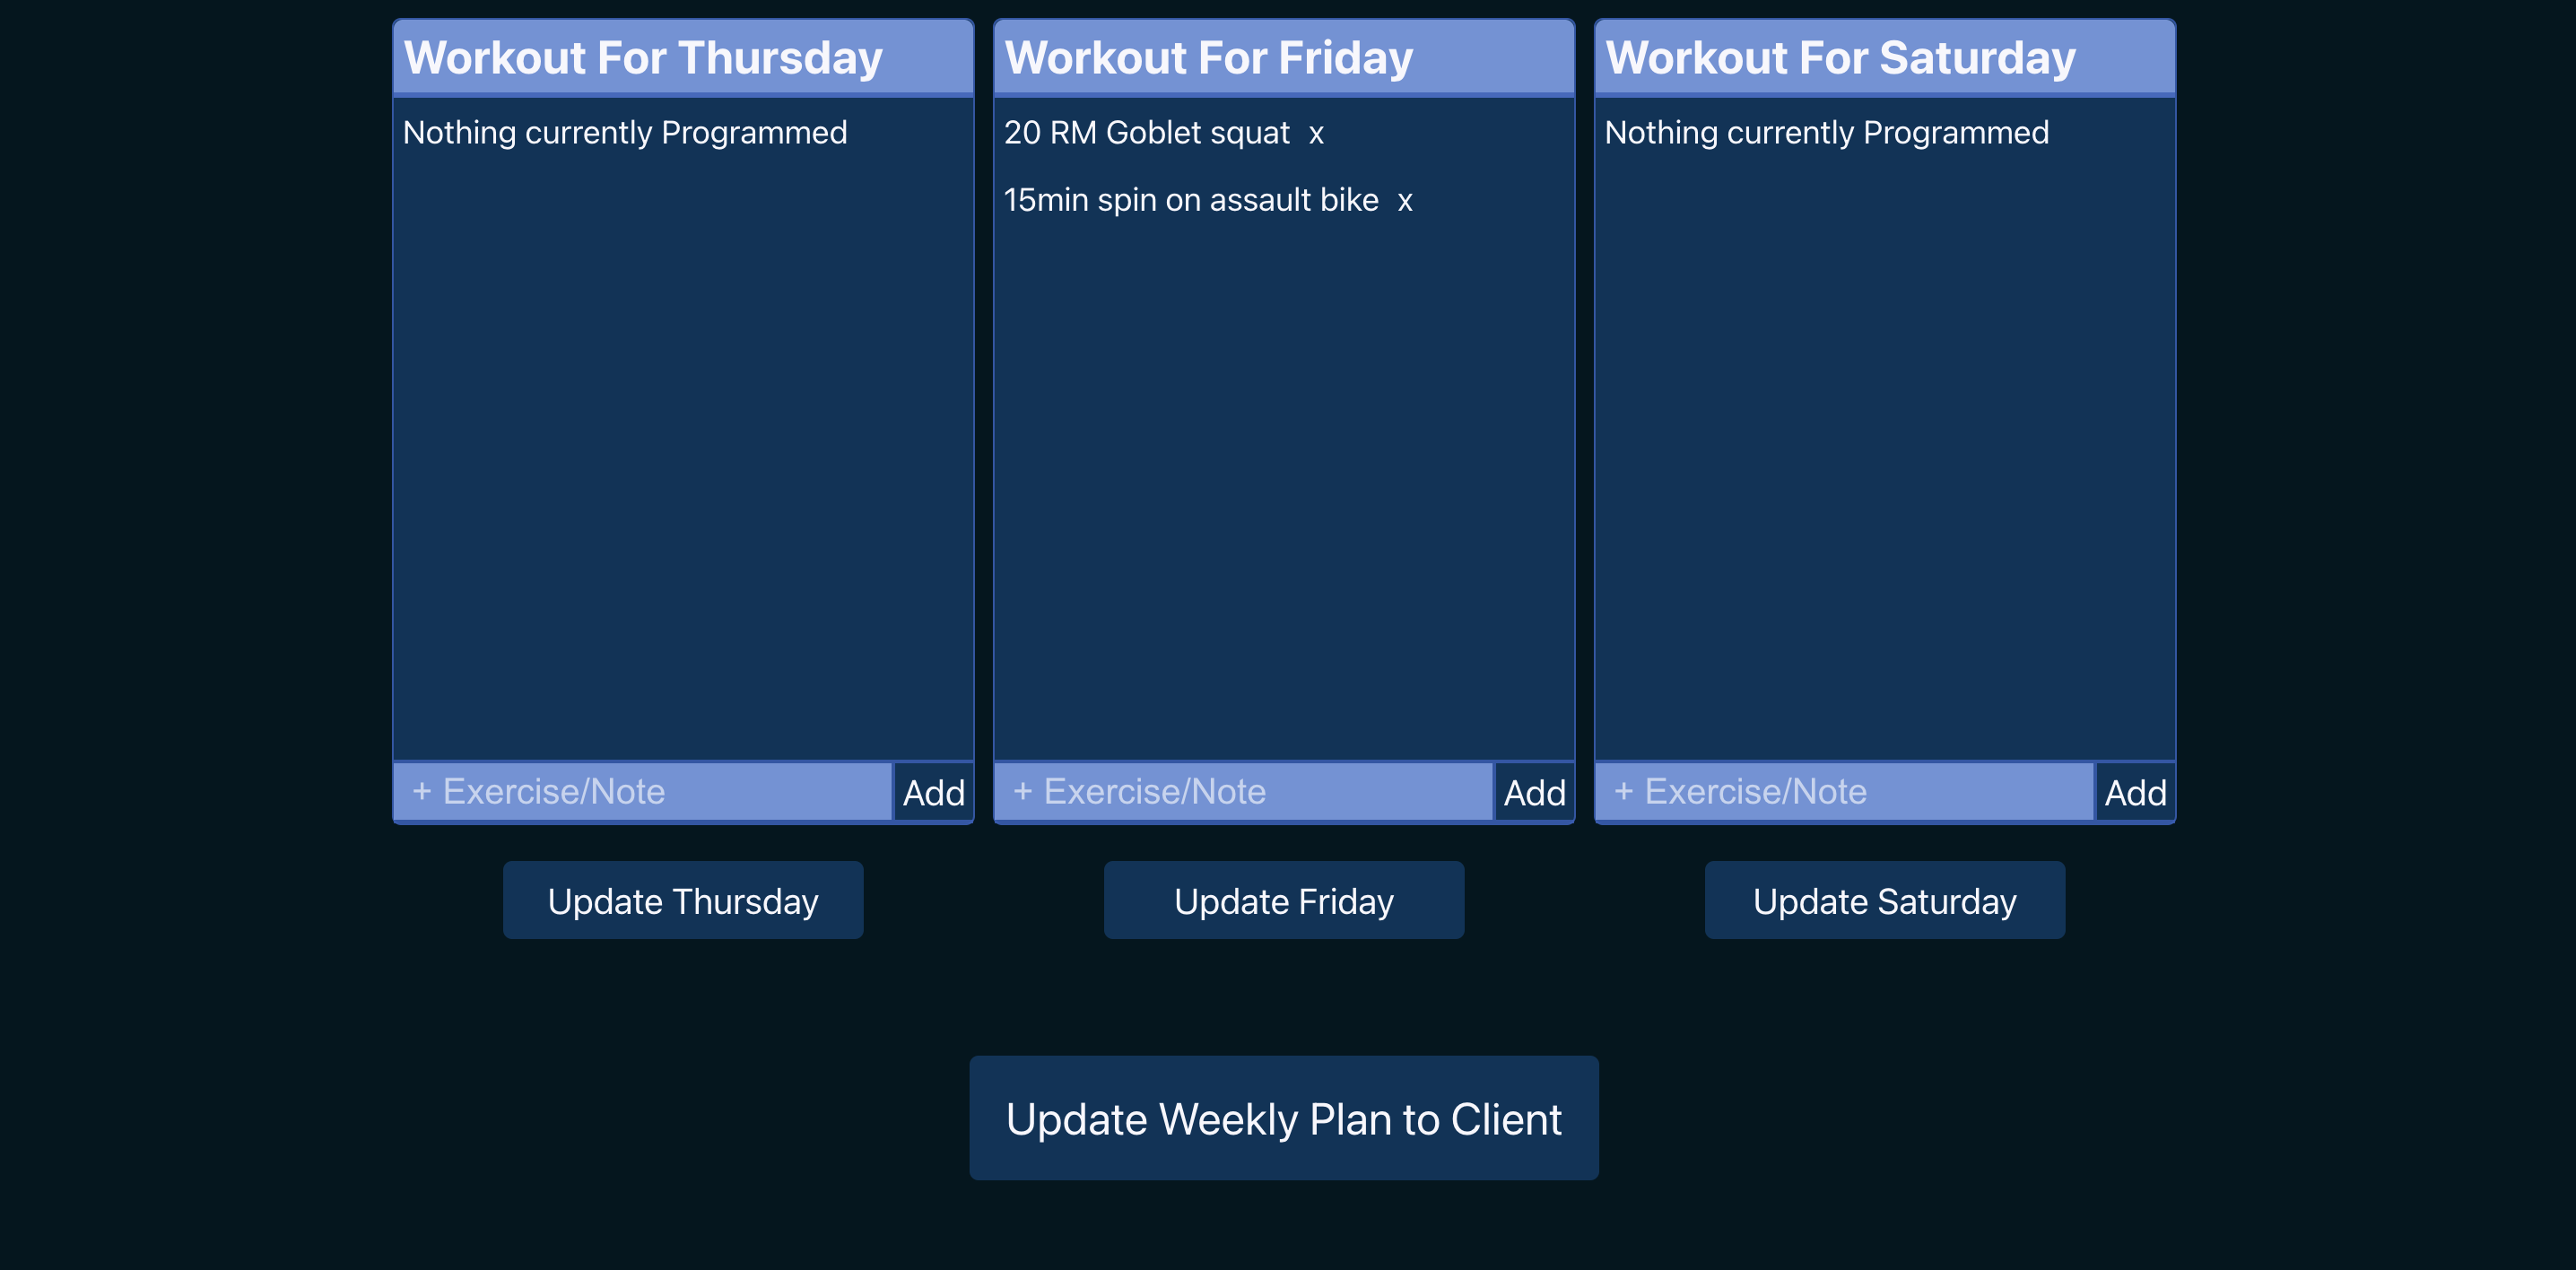 Workout For Thursday
Nothing currently Programmed
+ Exercise/Note
Add
Update Thursday
Workout For Friday
20 RM Goblet squat x
15min spin on assault bike x
+ Exercise/Note
Add
Update Friday
Workout For Saturday
Nothing currently Programmed
+ Exercise/Note
Add
Update Saturday
Update Weekly Plan to Client